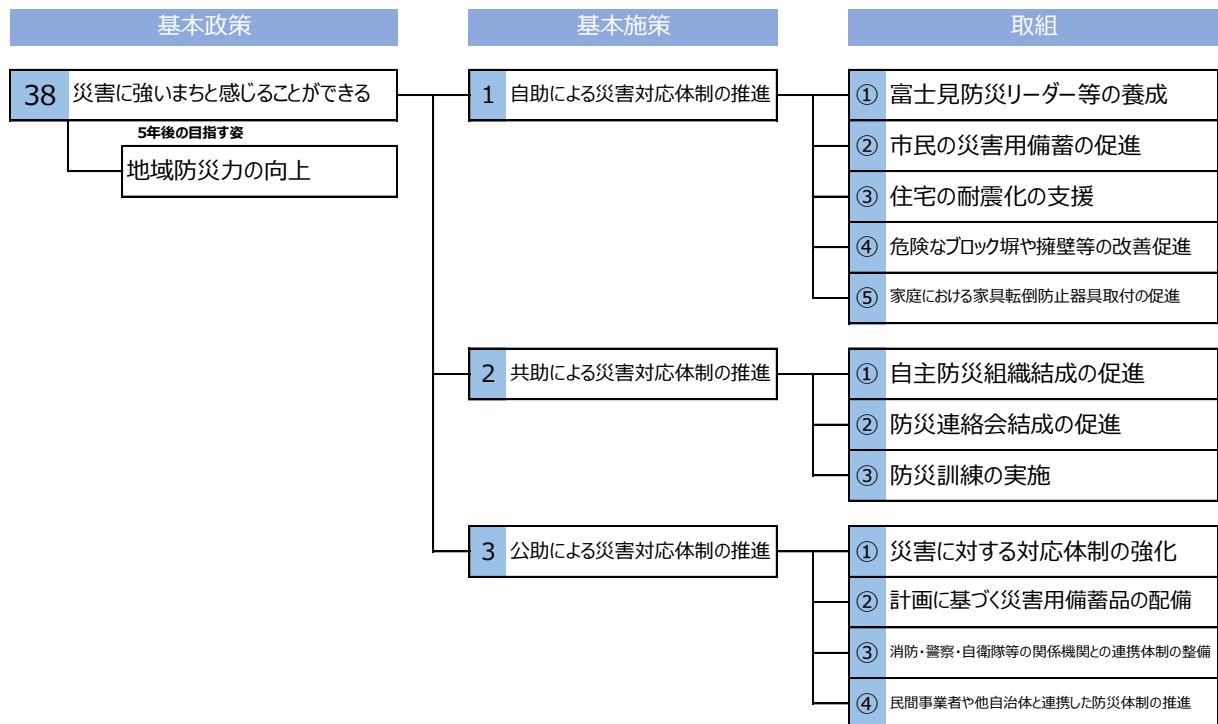 基本政策
基本施策
取組
38 災害に強いまちと感じることができる
5年後の目指す姿
地域防災力の向上
1 自助による災害対応体制の推進
① 富士見防災リーダー等の養成
② 市民の災害用備蓄の促進
③ 住宅の耐震化の支援
④ 危険なブロック塀や擁壁等の改善促進
⑤ 家庭における家具転倒防止器具取付の促進
2 共助による災害対応体制の推進
① 自主防災組織結成の促進
② 防災連絡会結成の促進
③ 防災訓練の実施
3 公助による災害対応体制の推進
① 災害に対する対応体制の強化
② 計画に基づく災害用備蓄品の配備
③ 消防・警察・自衛隊等の関係機関との連携体制の整備
④ 民間事業者や他自治体と連携した防災体制の推進